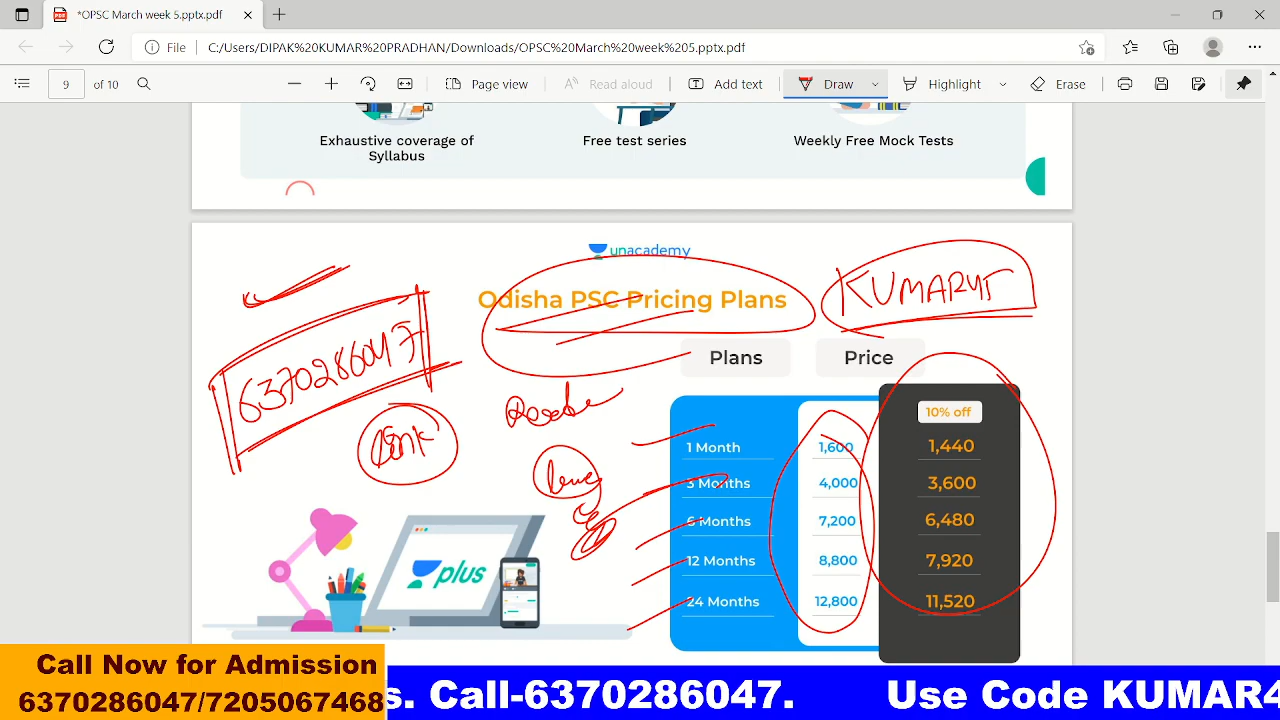 *OPSC March week 5.pptx.pdf
File
C:/Users/DIPAK%20KUMAR%20PRADHAN/Downloads/OPSC%20March%20week%205.pptx.pdf
9 of 10
Page view
Read aloud
Add text
Draw
Highlight
Erase
Exhaustive coverage of
Syllabus
Free test series
Weekly Free Mock Tests
unacademy
Odisha PSC Pricing Plans
6370286047
Plans
Price
10% off
1 Month 1,600 1,440
3 Months 4,000 3,600
6 Months 7,200 6,480
12 Months 8,800 7,920
24 Months 12,800 11,520
plus
Call Now for Admission
6370286047/7205067468
s. Call-6370286047. Use Code KUMAR4